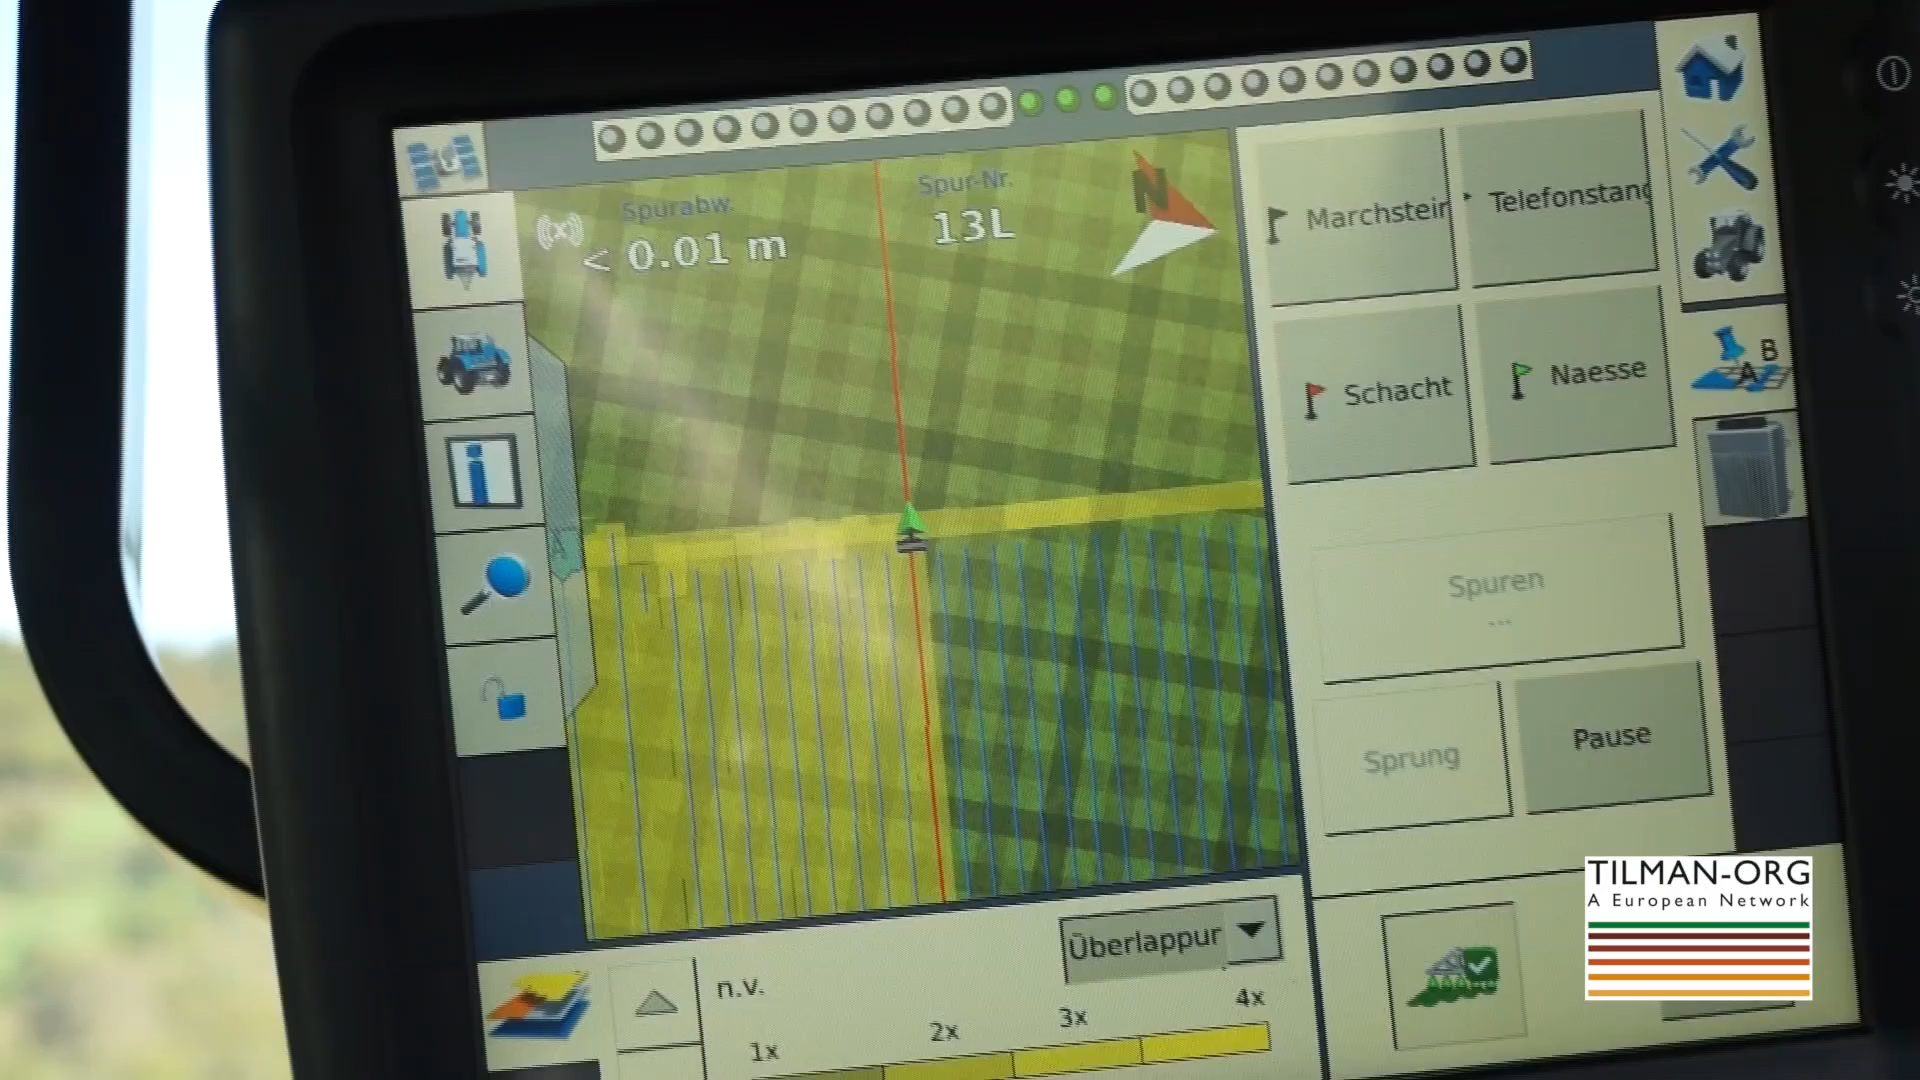 Spurabw.
< 0.01 m
Spur-Nr.
13L
N
Marchstein
Telefonstang
Schacht
Naesse
B
A
Spuren
...
Sprung
Pause
Überlappur
n.v.
1x
2x
3x
4x
TILMAN-ORG
A European Network